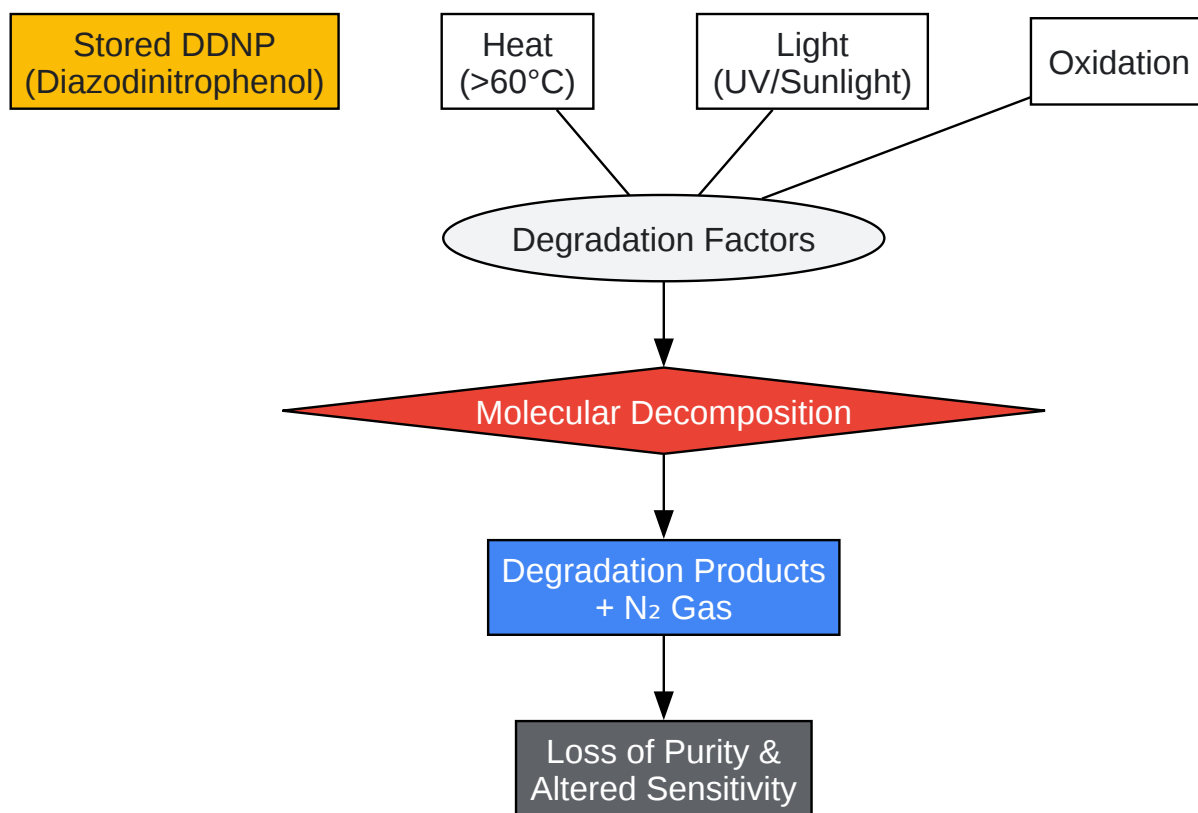 Stored DDNP
(Diazodinitrophenol)
Heat
(>60°C)
Light
(UV/Sunlight)
Oxidation
Degradation Factors
Molecular Decomposition
Degradation Products
+ N₂ Gas
Loss of Purity &
Altered Sensitivity